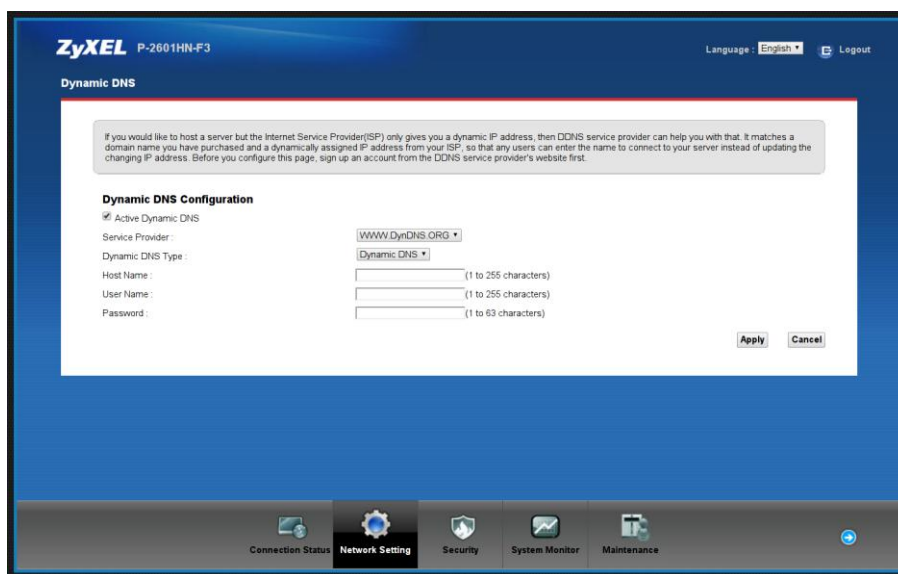 ZyXEL P-2601HN-F3
Language : English
Logout
Dynamic DNS
If you would like to host a server but the Internet Service Provider(ISP) only gives you a dynamic IP address, then DDNS service provider can help you with that. It matches a
domain name you have purchased and a dynamically assigned IP address from your ISP, so that any users can enter the name to connect to your server instead of updating the
changing IP address. Before you configure this page, sign up an account from the DDNS service provider's website first.
Dynamic DNS Configuration
Active Dynamic DNS
Service Provider : WWW.DynDNS.ORG
Dynamic DNS Type : Dynamic DNS
Host Name : (1 to 255 characters)
User Name : (1 to 255 characters)
Password : (1 to 63 characters)
Apply Cancel
Connection Status Network Setting Security System Monitor Maintenance